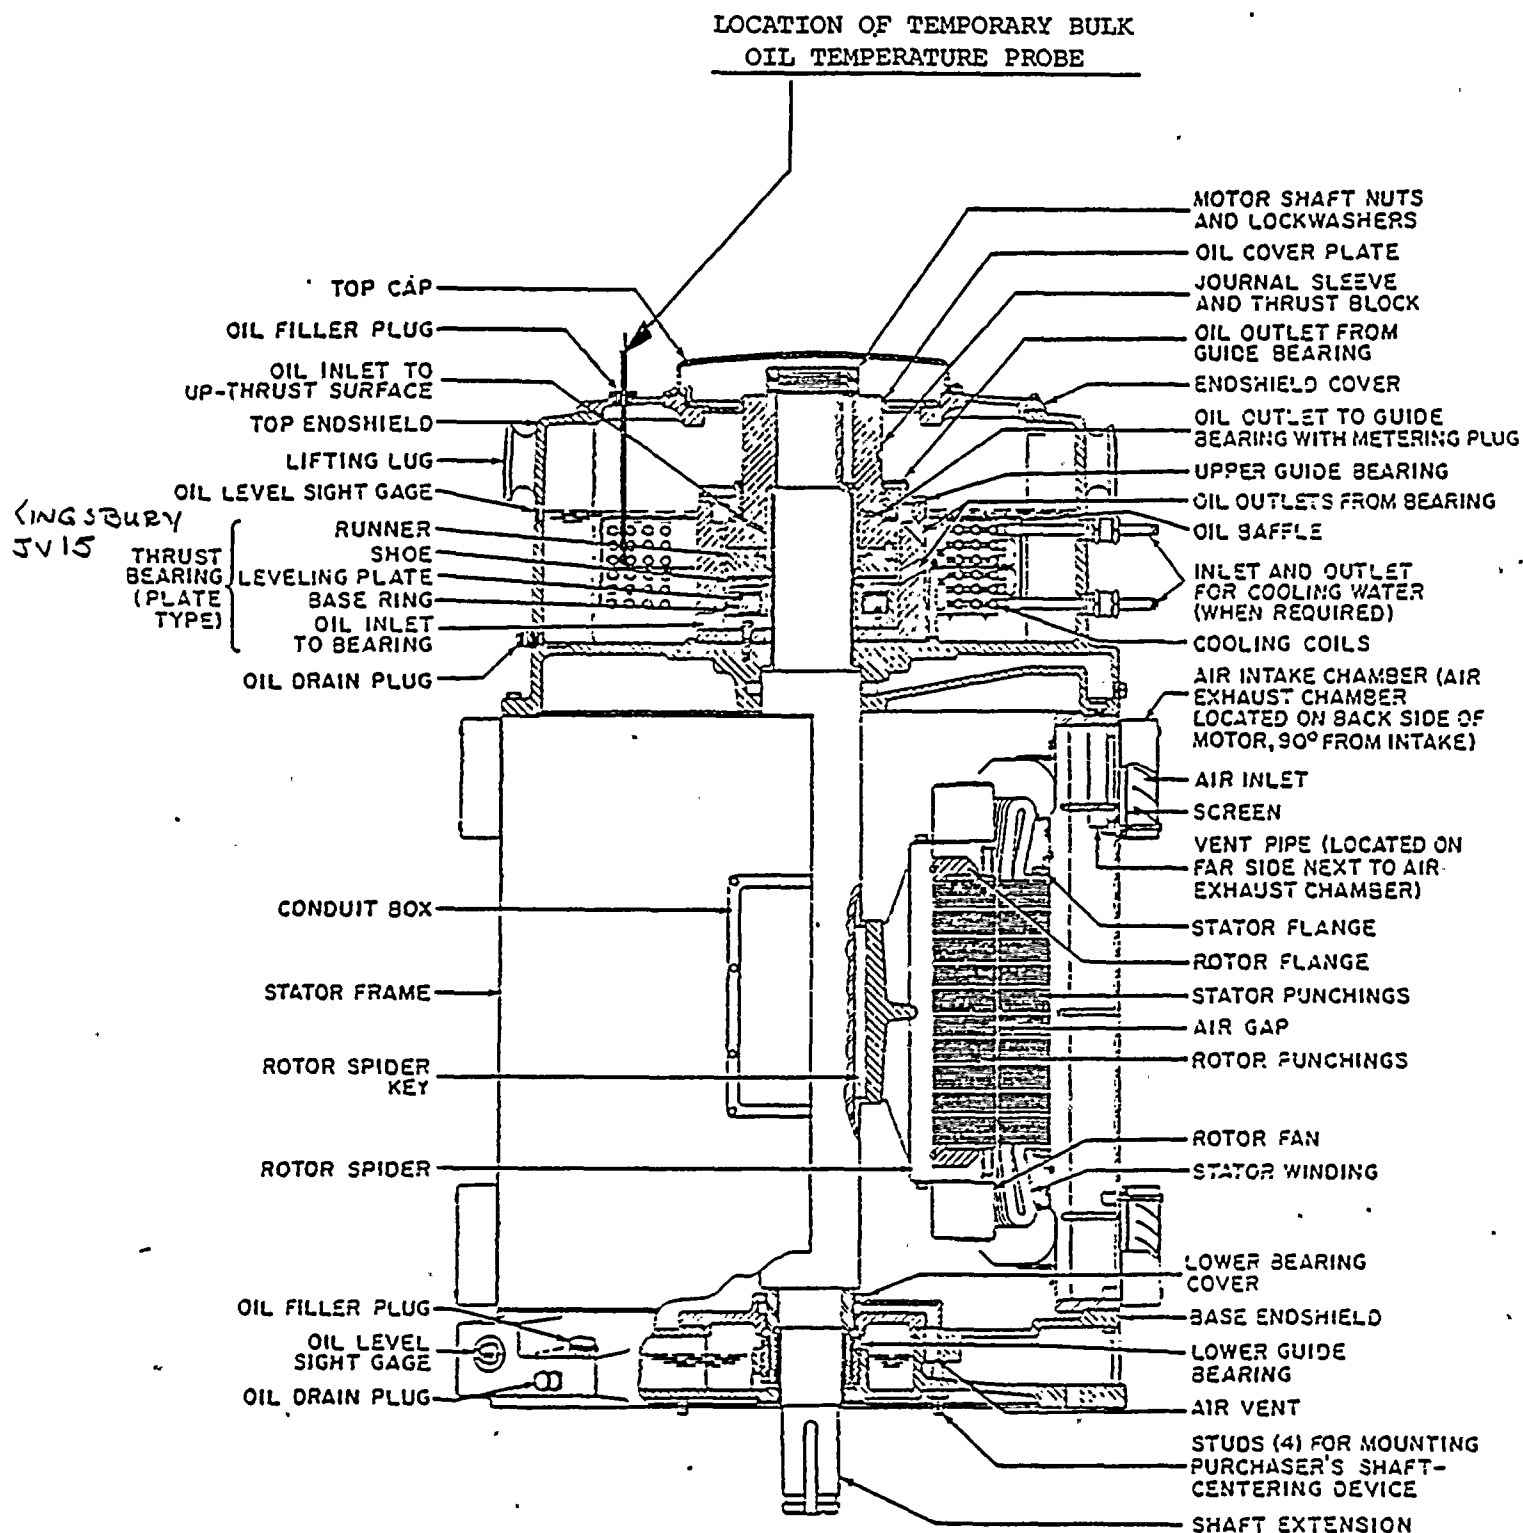 LOCATION OF TEMPORARY BULK
OIL TEMPERATURE PROBE
TOP CAP
OIL FILLER PLUG
OIL INLET TO
UP-THRUST SURFACE
TOP ENDSHIELD
LIFTING LUG
OIL LEVEL SIGHT GAGE
KINGSBURY
JV15
THRUST
BEARING
(PLATE
TYPE)
RUNNER
SHOE
LEVELING PLATE
BASE RING
OIL INLET
TO BEARING
OIL DRAIN PLUG
CONDUIT BOX
STATOR FRAME
ROTOR SPIDER
KEY
ROTOR SPIDER
OIL FILLER PLUG
OIL LEVEL
SIGHT GAGE
OIL DRAIN PLUG
MOTOR SHAFT NUTS
AND LOCKWASHERS
OIL COVER PLATE
JOURNAL SLEEVE
AND THRUST BLOCK
OIL OUTLET FROM
GUIDE BEARING
ENDSHIELD COVER
OIL OUTLET TO GUIDE
BEARING WITH METERING PLUG
UPPER GUIDE BEARING
OIL OUTLETS FROM BEARING
OIL BAFFLE
INLET AND OUTLET
FOR COOLING WATER
(WHEN REQUIRED)
COOLING COILS
AIR INTAKE CHAMBER (AIR
EXHAUST CHAMBER
LOCATED ON BACK SIDE OF
MOTOR, 90° FROM INTAKE)
AIR INLET
SCREEN
VENT PIPE (LOCATED ON
FAR SIDE NEXT TO AIR
EXHAUST CHAMBER)
STATOR FLANGE
ROTOR FLANGE
STATOR PUNCHINGS
AIR GAP
ROTOR PUNCHINGS
ROTOR FAN
STATOR WINDING
LOWER BEARING
COVER
BASE ENDSHIELD
LOWER GUIDE
BEARING
AIR VENT
STUDS (4) FOR MOUNTING
PURCHASER'S SHAFT-
CENTERING DEVICE
SHAFT EXTENSION